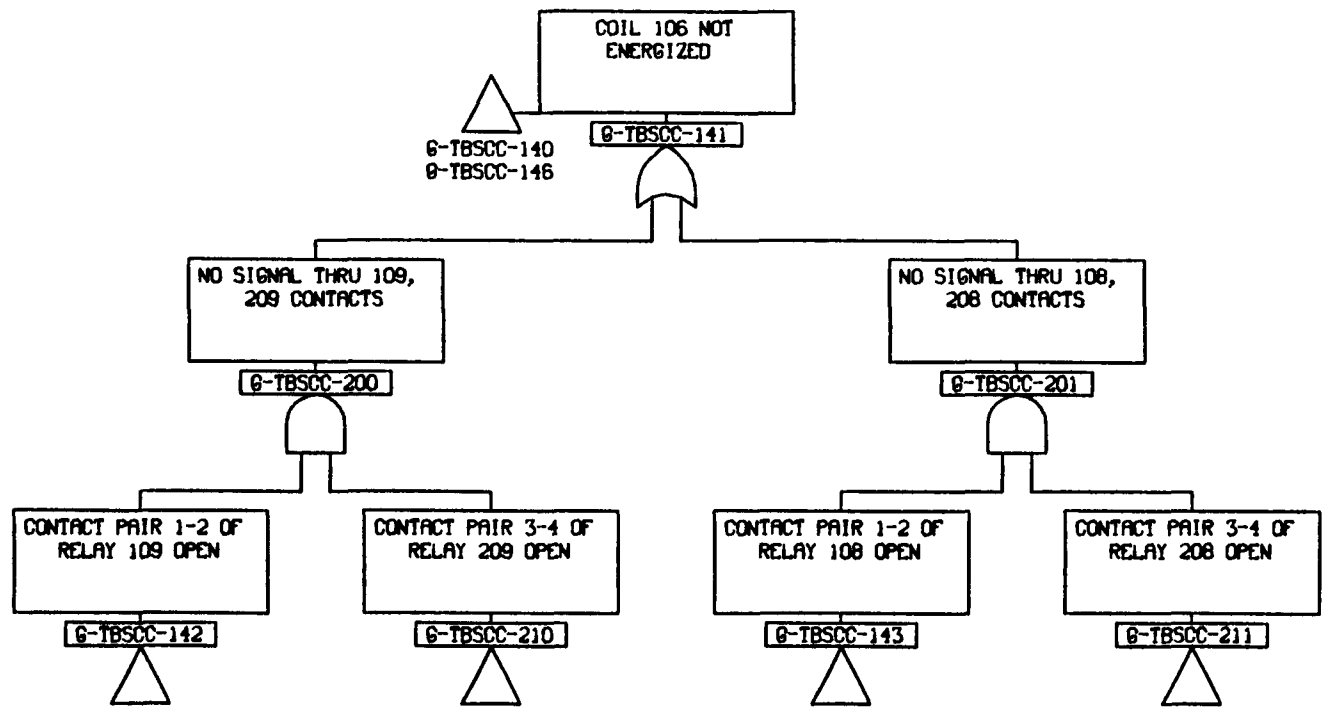 COIL 106 NOT
ENERGIZED
G-TBSCC-141
G-TBSCC-140
G-TBSCC-146
NO SIGNAL THRU 109,
209 CONTACTS
NO SIGNAL THRU 108,
208 CONTACTS
G-TBSCC-200
G-TBSCC-201
CONTACT PAIR 1-2 OF
RELAY 109 OPEN
CONTACT PAIR 3-4 OF
RELAY 209 OPEN
CONTACT PAIR 1-2 OF
RELAY 108 OPEN
CONTACT PAIR 3-4 OF
RELAY 208 OPEN
G-TBSCC-142
G-TBSCC-210
G-TBSCC-143
G-TBSCC-211